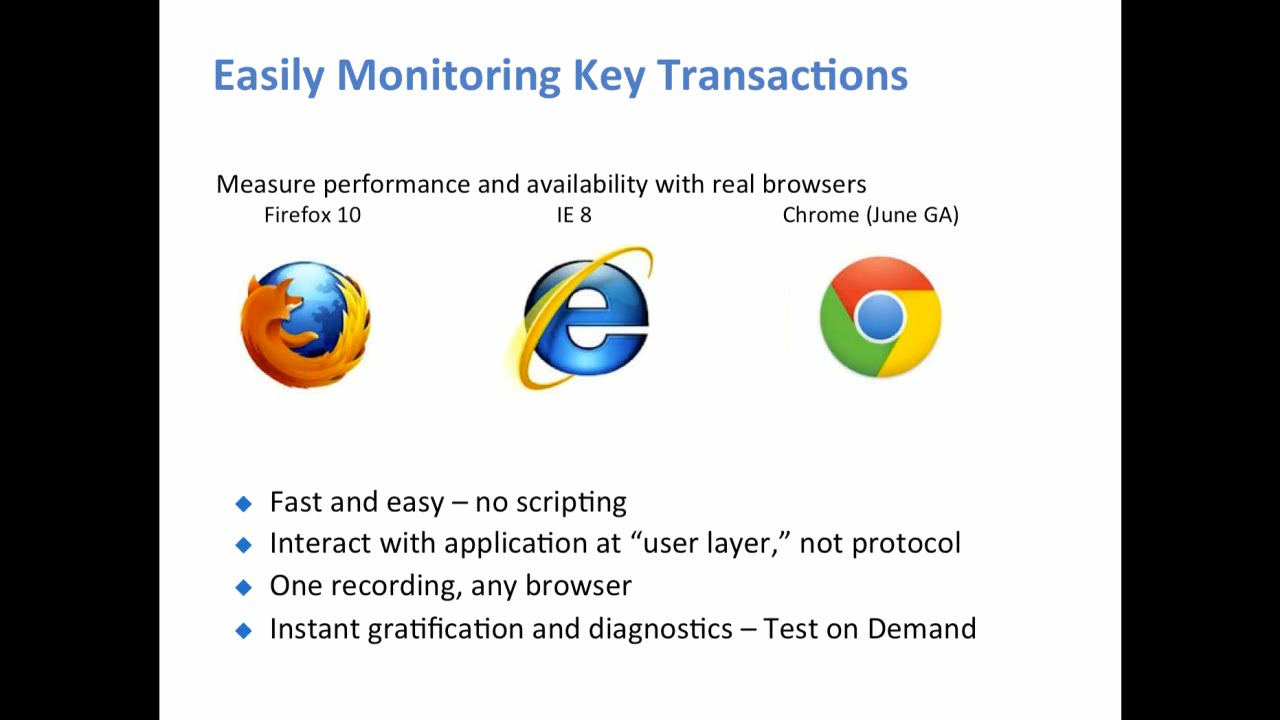 Easily Monitoring Key Transactions
Measure performance and availability with real browsers
Firefox 10 IE 8 Chrome (June GA)
◆ Fast and easy – no scripting
◆ Interact with application at “user layer,” not protocol
◆ One recording, any browser
◆ Instant gratification and diagnostics – Test on Demand